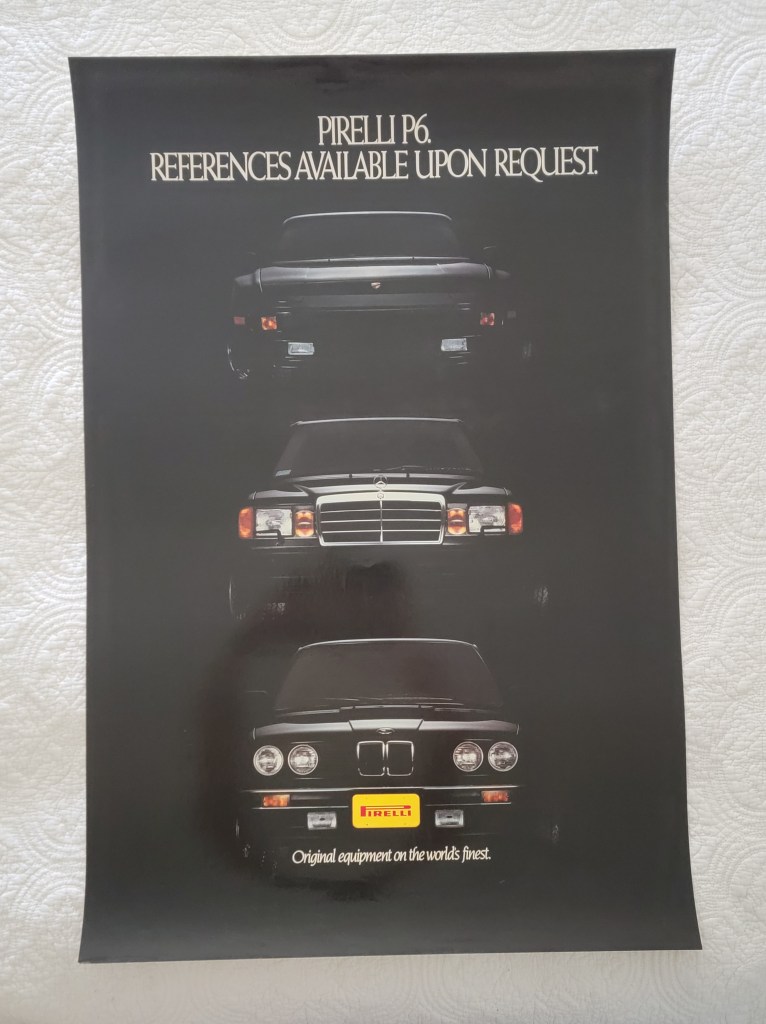 PIRELLI P6.
REFERENCES AVAILABLE UPON REQUEST.
PIRELLI
Original equipment on the world's finest.